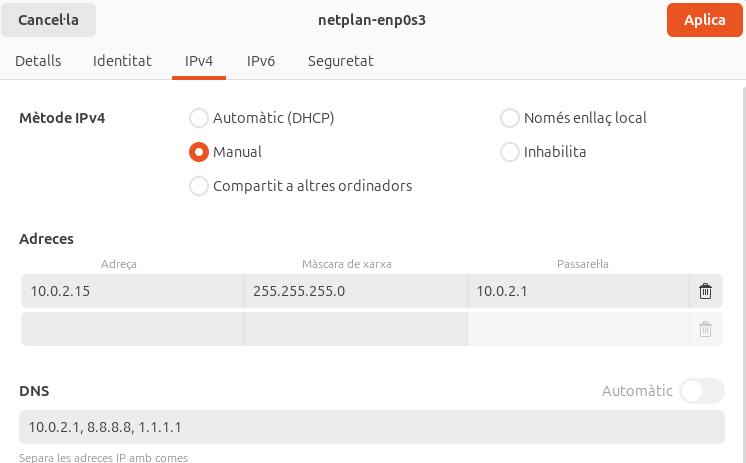 Cancel·la netplan-enp0s3 Aplica
Detalls Identitat IPv4 IPv6 Seguretat
Mètode IPv4 Automàtic (DHCP) Només enllaç local
Manual Inhabilita
Compartit a altres ordinadors
Adreces
Adreça Màscara de xarxa Passarel·la
10.0.2.15 255.255.255.0 10.0.2.1
DNS Automàtic
10.0.2.1, 8.8.8.8, 1.1.1.1
Separa les adreces IP amb comes